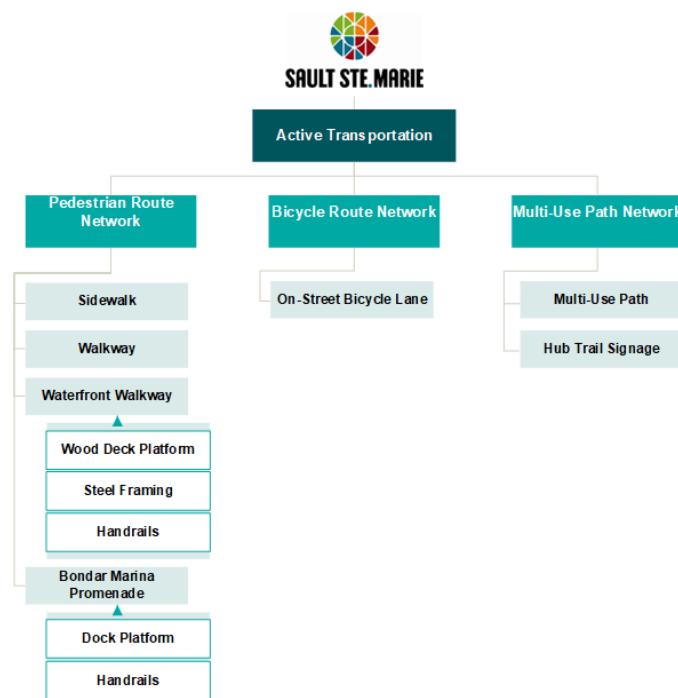 SAULT STE.MARIE
Active Transportation
Pedestrian Route
Network
Bicycle Route Network
Multi-Use Path Network
Sidewalk
On-Street Bicycle Lane
Multi-Use Path
Walkway
Hub Trail Signage
Waterfront Walkway
Wood Deck Platform
Steel Framing
Handrails
Bondar Marina
Promenade
Dock Platform
Handrails